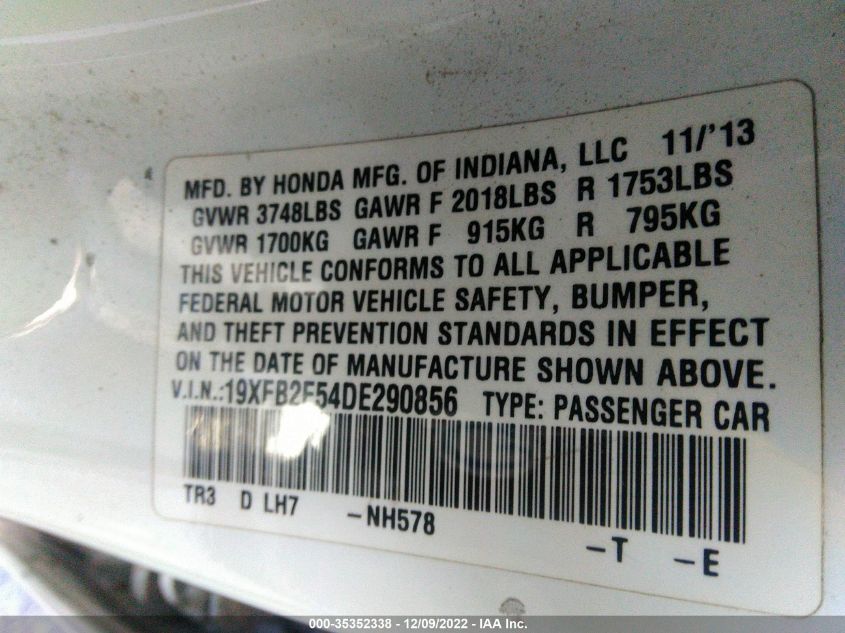 MFD. BY HONDA MFG. OF INDIANA, LLC 11/'13
GVWR 3748LBS GAWR F 2018LBS R 1753LBS
GVWR 1700KG GAWR F 915KG R 795KG
THIS VEHICLE CONFORMS TO ALL APPLICABLE
FEDERAL MOTOR VEHICLE SAFETY, BUMPER,
AND THEFT PREVENTION STANDARDS IN EFFECT
ON THE DATE OF MANUFACTURE SHOWN ABOVE.
V.I.N.:19XFB2F54DE290856 TYPE: PASSENGER CAR
TR3 D LH7 -NH578 -T -E
000-35352338 - 12/09/2022 - IAA Inc.